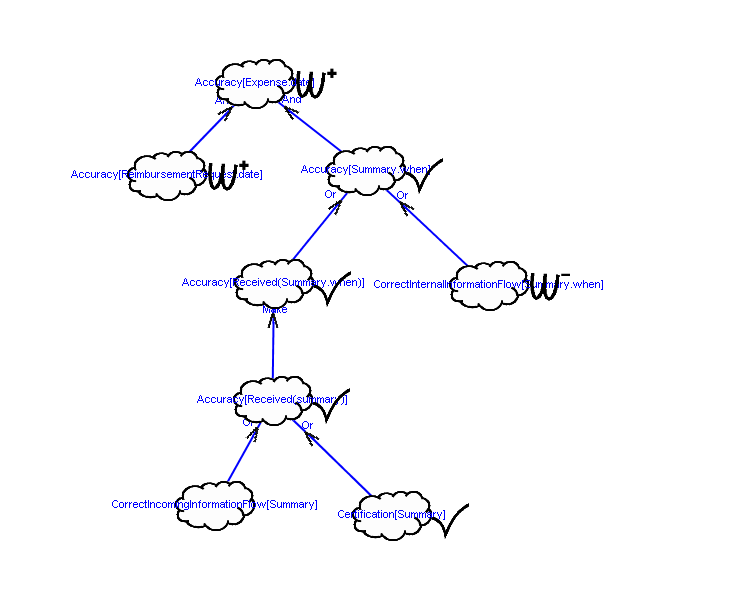 Accuracy[Expense.date]
W+
And
And
Accuracy[ReimbursementRequest.date]
W+
Accuracy[Summary.when]
Or
Or
Accuracy[Received(Summary.when)]
CorrectInternalInformationFlow[Summary.when]
W-
Make
Accuracy[Received(summary)]
Or
Or
CorrectIncomingInformationFlow[Summary]
Certification[Summary]